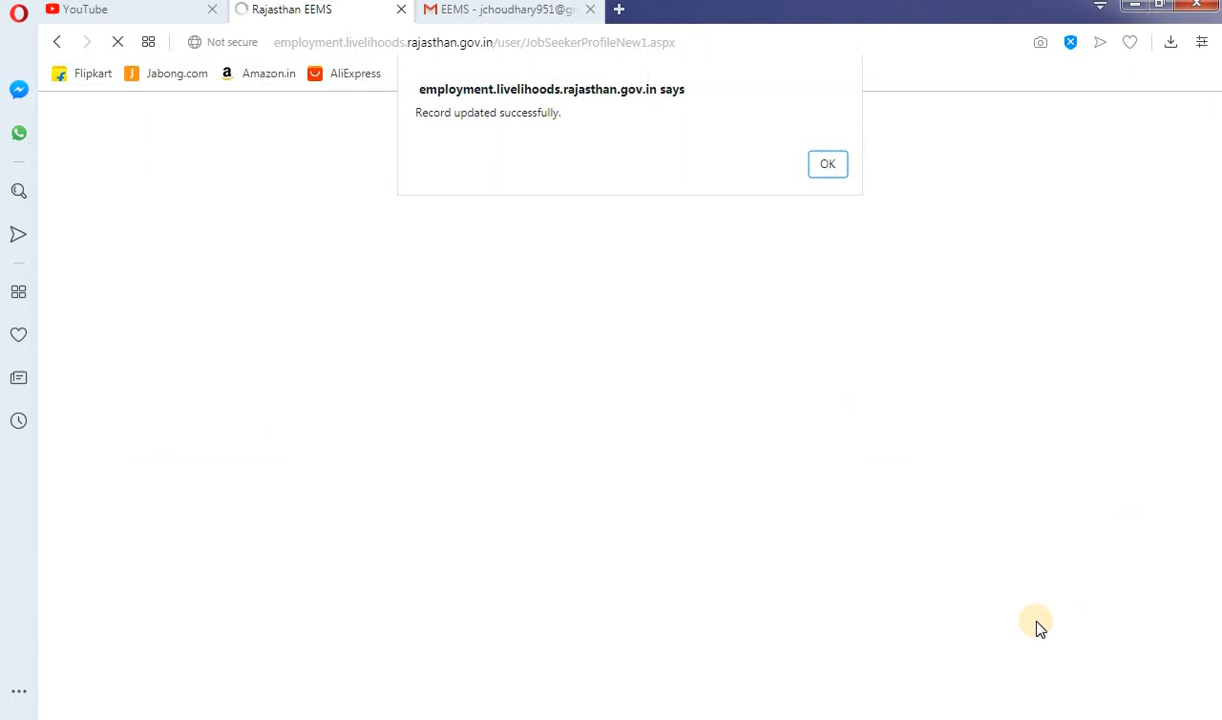 YouTube
Rajasthan EEMS
EEMS - jchoudhary951@g
Not secure
employment.livelihoods.rajasthan.gov.in/user/JobSeekerProfileNew1.aspx
Flipkart
Jabong.com
Amazon.in
AliExpress
employment.livelihoods.rajasthan.gov.in says
Record updated successfully.
OK